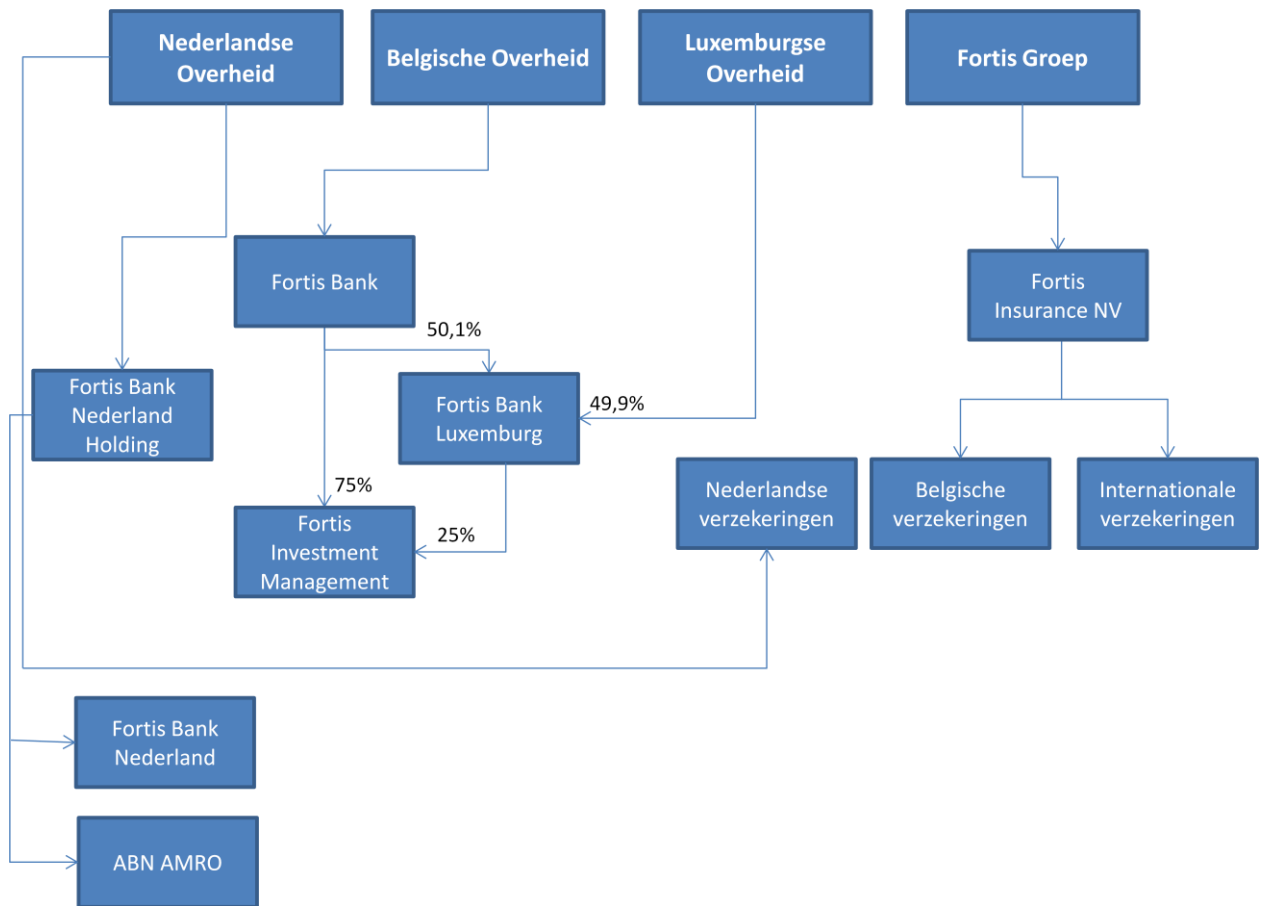 Nederlandse
Overheid
Belgische Overheid
Luxemburgse
Overheid
Fortis Groep
Fortis Bank
Fortis
Insurance NV
50,1%
Fortis Bank
Nederland
Holding
Fortis Bank
Luxemburg
49,9%
75%
Fortis
Investment
Management
25%
Nederlandse
verzekeringen
Belgische
verzekeringen
Internationale
verzekeringen
Fortis Bank
Nederland
ABN AMRO